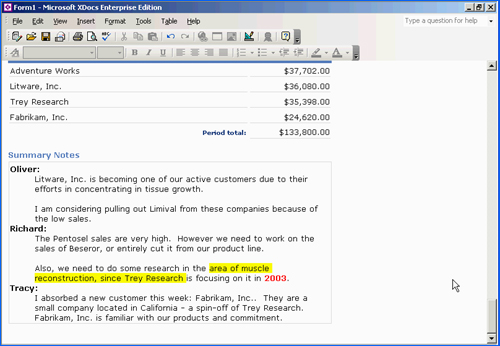 Form1 - Microsoft XDocs Enterprise Edition
File Edit View Insert Format Tools Table Help
Type a question for help
Adventure Works $37,702.00
Litware, Inc. $36,080.00
Trey Research $35,398.00
Fabrikam, Inc. $24,620.00
Period total: $133,800.00
Summary Notes
Oliver:
Litware, Inc. is becoming one of our active customers due to their
efforts in concentrating in tissue growth.
I am considering pulling out Limival from these companies because of
the low sales.
Richard:
The Pentosel sales are very high. However we need to work on the
sales of Beseror, or entirely cut it from our product line.
Also, we need to do some research in the area of muscle
reconstruction, since Trey Research is focusing on it in 2003.
Tracy:
I absorbed a new customer this week: Fabrikam, Inc.. They are a
small company located in California - a spin-off of Trey Research.
Fabrikam, Inc. is familiar with our products and commitment.